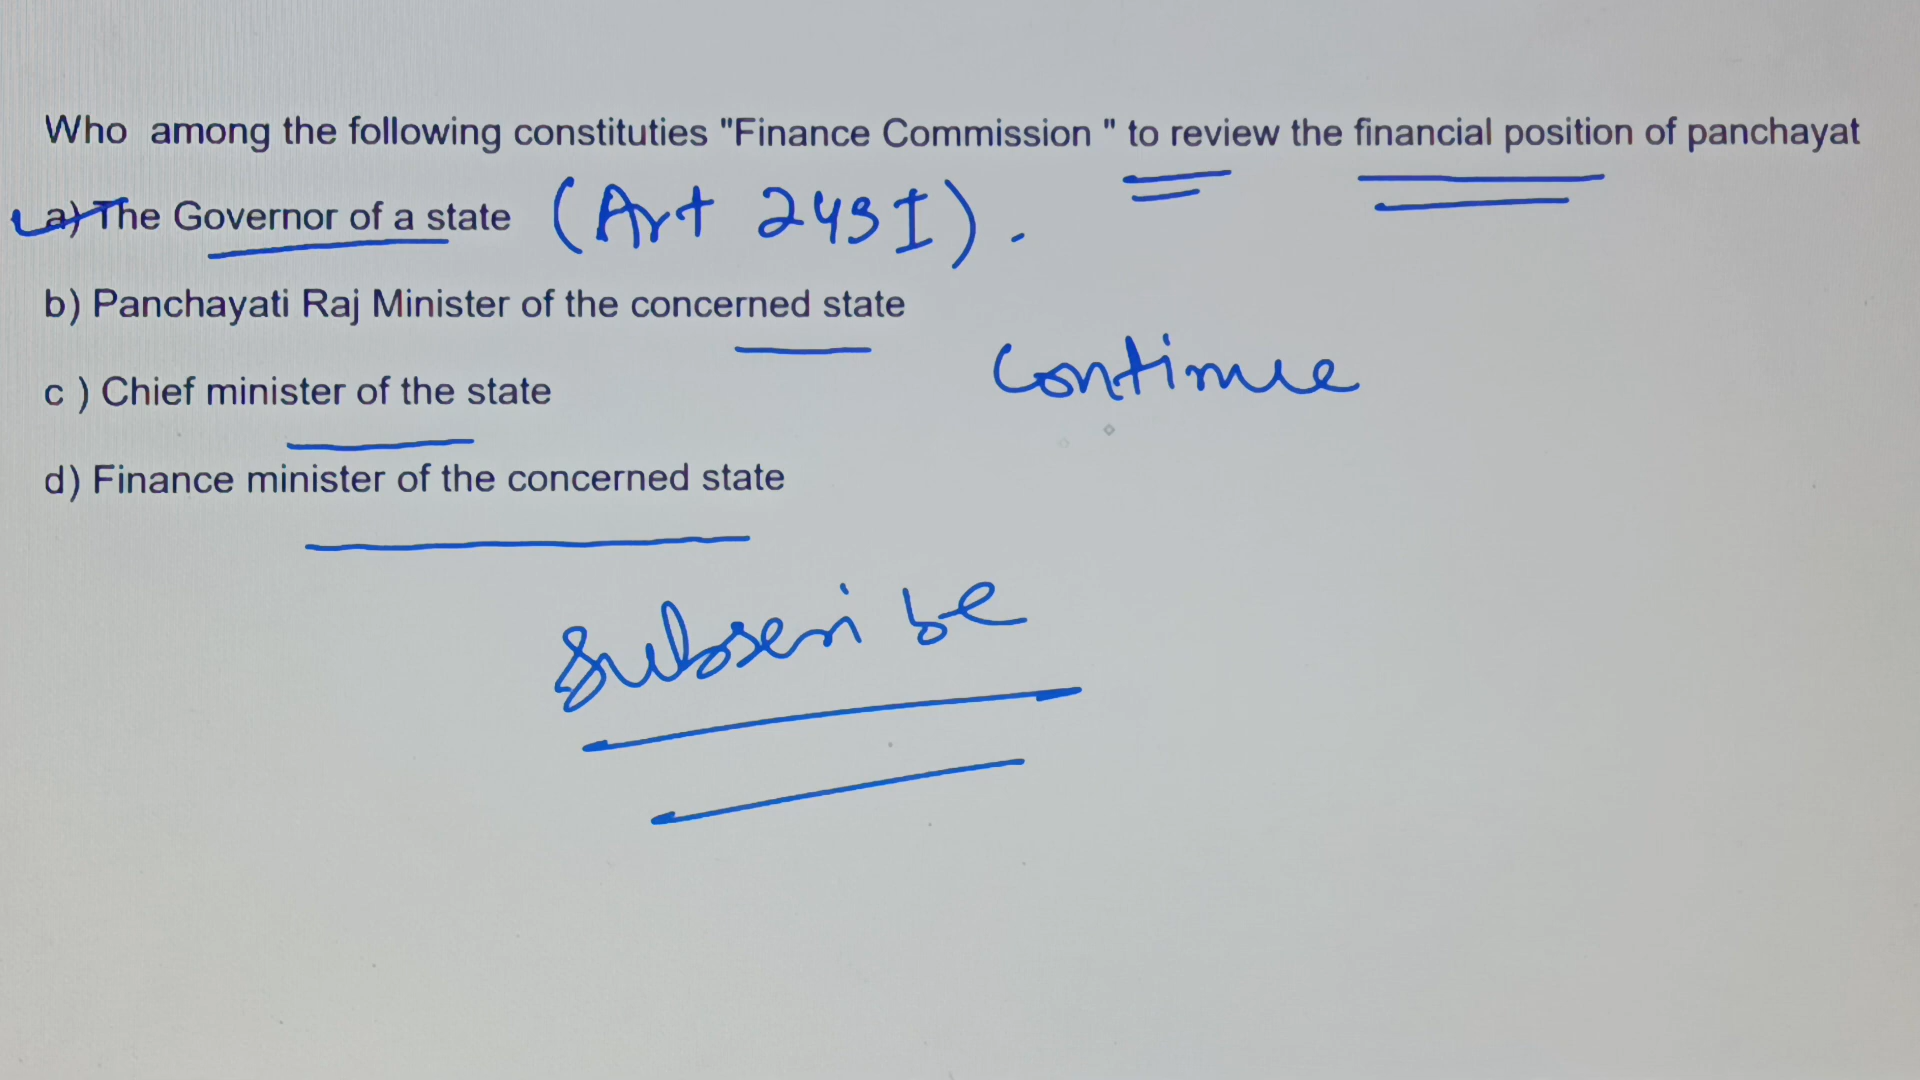 Who among the following constituties "Finance Commission " to review the financial position of panchayat
a) The Governor of a state (Art 243I).
b) Panchayati Raj Minister of the concerned state
continue
c ) Chief minister of the state
d) Finance minister of the concerned state
subscribe